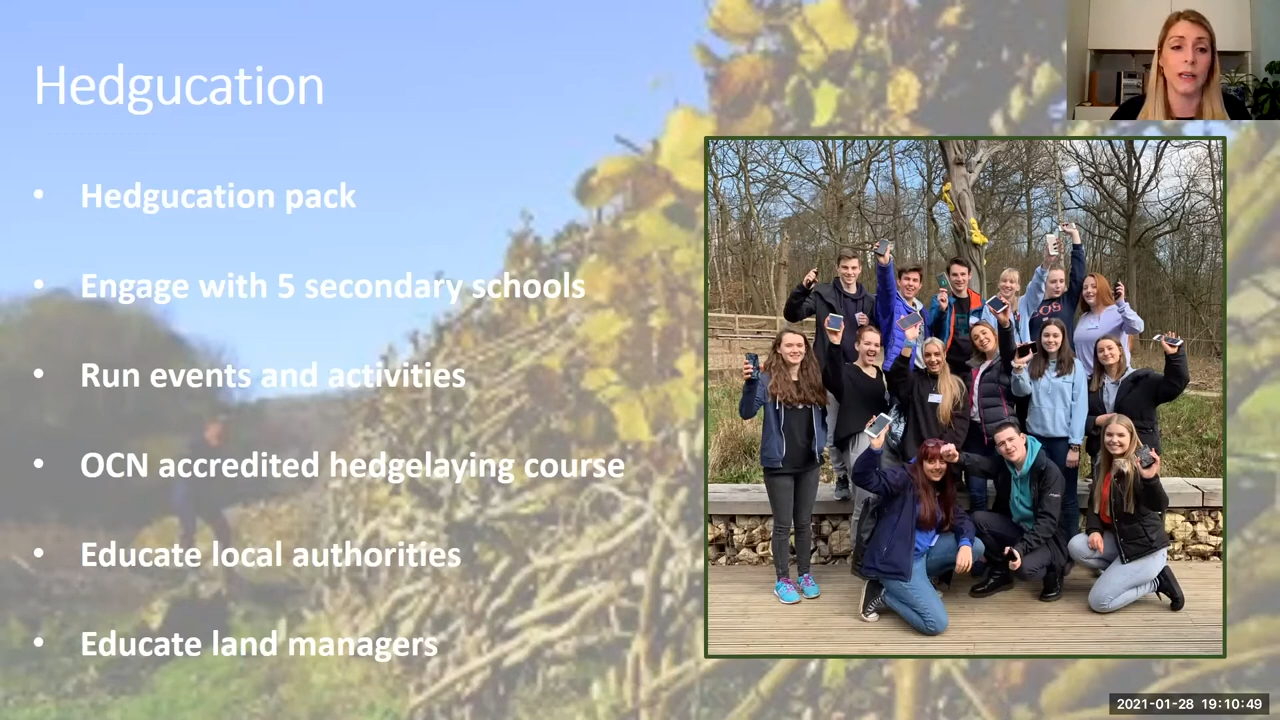 Hedgucation
• Hedgucation pack
• Engage with 5 secondary schools
• Run events and activities
• OCN accredited hedgelaying course
• Educate local authorities
• Educate land managers
2021-01-28 19:10:49